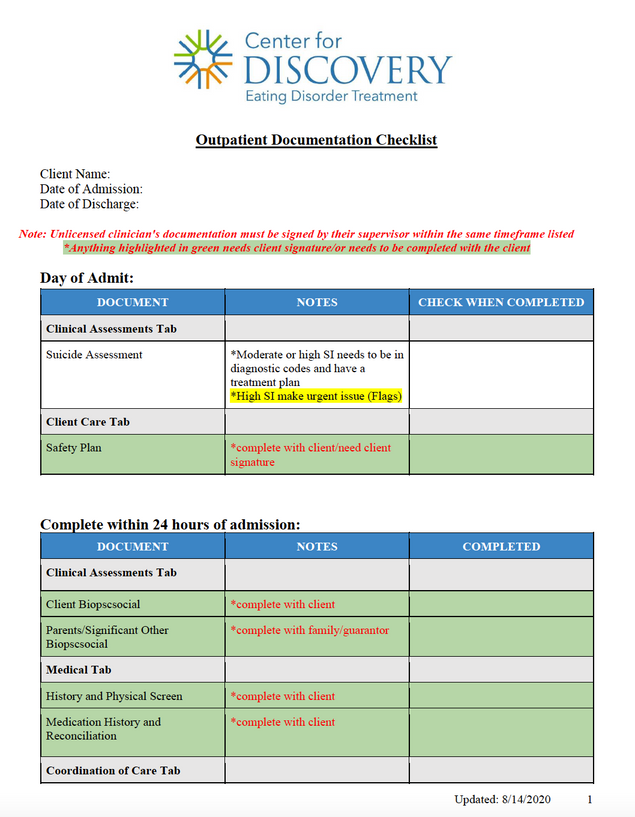 Center for
DISCOVERY
Eating Disorder Treatment
Outpatient Documentation Checklist
Client Name:
Date of Admission:
Date of Discharge:
Note: Unlicensed clinician's documentation must be signed by their supervisor within the same timeframe listed
*Anything highlighted in green needs client signature/or needs to be completed with the client
Day of Admit:
DOCUMENT NOTES CHECK WHEN COMPLETED
Clinical Assessments Tab
Suicide Assessment *Moderate or high SI needs to be in
diagnostic codes and have a
treatment plan
*High SI make urgent issue (Flags)
Client Care Tab
Safety Plan *complete with client/need client
signature
Complete within 24 hours of admission:
DOCUMENT NOTES COMPLETED
Clinical Assessments Tab
Client Biopscsocial *complete with client
Parents/Significant Other *complete with family/guarantor
Biopscsocial
Medical Tab
History and Physical Screen *complete with client
Medication History and *complete with client
Reconciliation
Coordination of Care Tab
Updated: 8/14/2020 1